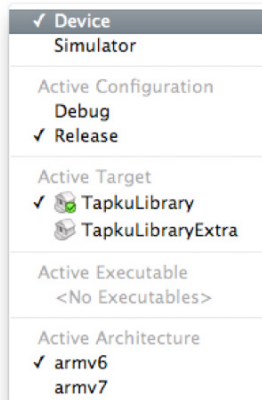 ✓ Device
Simulator
Active Configuration
Debug
✓ Release
Active Target
✓ TapkuLibrary
TapkuLibraryExtra
Active Executable
<No Executables>
Active Architecture
✓ armv6
armv7